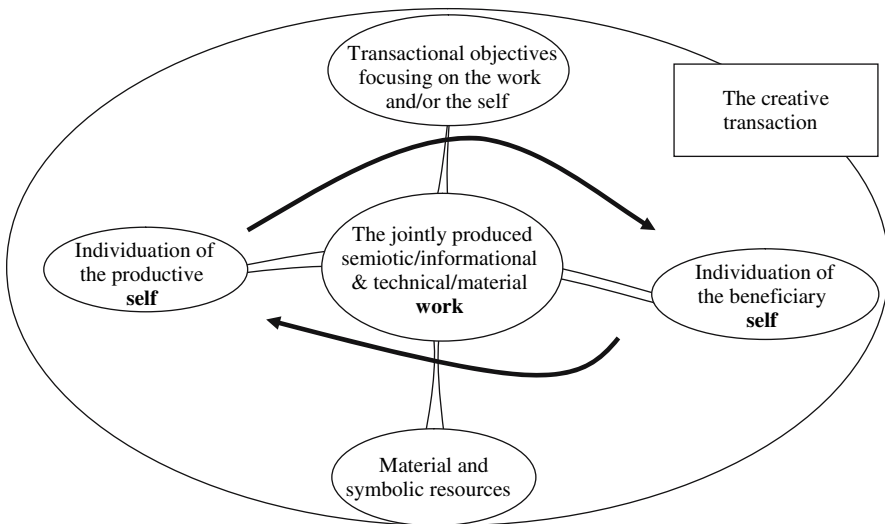 Transactional objectives
focusing on the work
and/or the self
The creative
transaction
Individuation of
the productive
self
The jointly produced
semiotic/informational
& technical/material
work
Individuation of
the beneficiary
self
Material and
symbolic resources